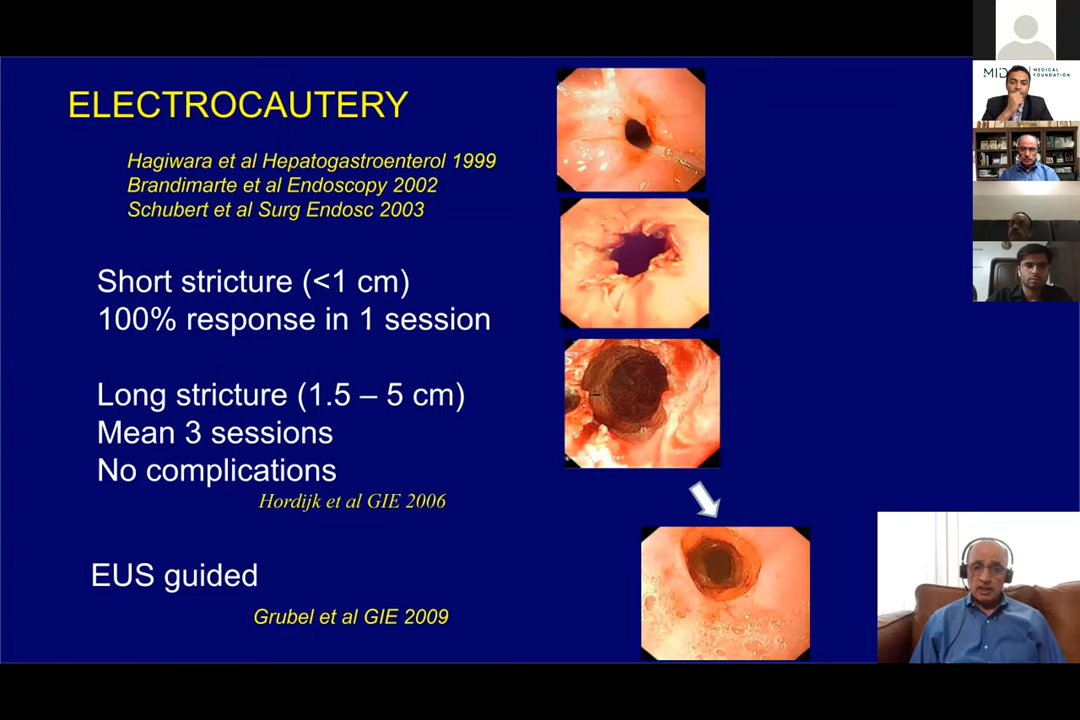 ELECTROCAUTERY
Hagiwara et al Hepatogastroenterol 1999
Brandimarte et al Endoscopy 2002
Schubert et al Surg Endosc 2003
Short stricture (<1 cm)
100% response in 1 session
Long stricture (1.5 – 5 cm)
Mean 3 sessions
No complications
Hordijk et al GIE 2006
EUS guided
Grubel et al GIE 2009
MEDICAL
FOUNDATION